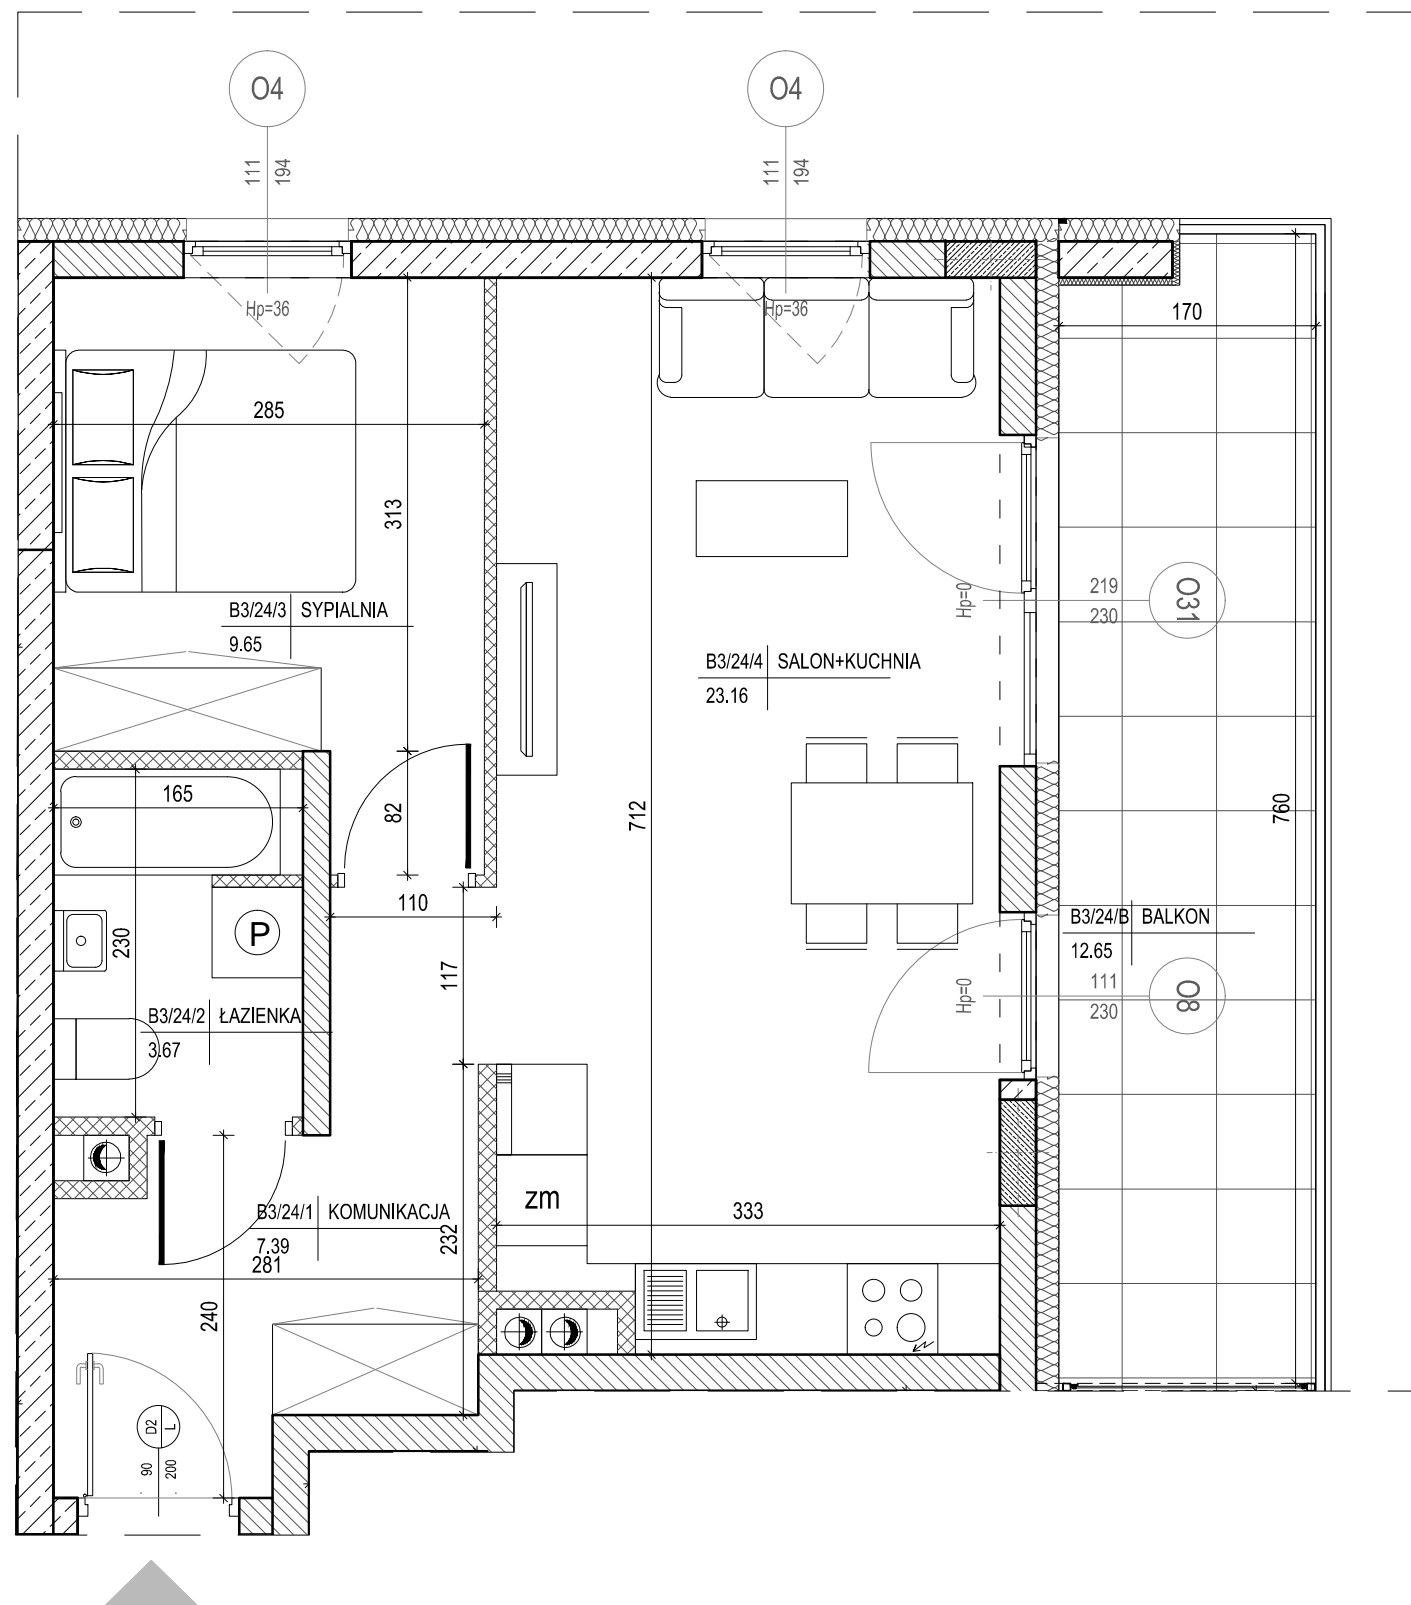 O4
O4
111
194
111
194
Hp=36
Hp=36
170
285
313
219
230
O31
Hp=0
B3/24/3 SYPIALNIA
9.65
B3/24/4 SALON+KUCHNIA
23.16
165
82
712
760
110
B3/24/B BALKON
12.65
P
230
117
111
230
O8
Hp=0
B3/24/2 ŁAZIENKA
3.67
zm
B3/24/1 KOMUNIKACJA
7.39
281
232
333
240
D2
L
90
200